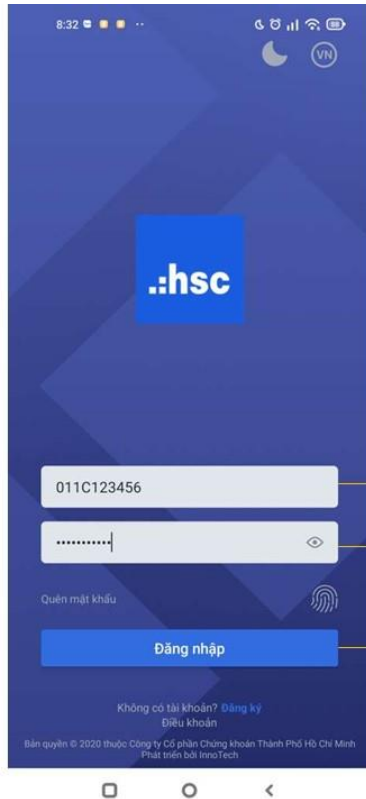 8:32
VN
.:hsc
011C123456
Quên mật khẩu
Đăng nhập
Không có tài khoản? Đăng ký
Điều khoản
Bản quyền © 2020 thuộc Công ty Cổ phần Chứng khoán Thành Phố Hồ Chí Minh
Phát triển bởi InnoTech